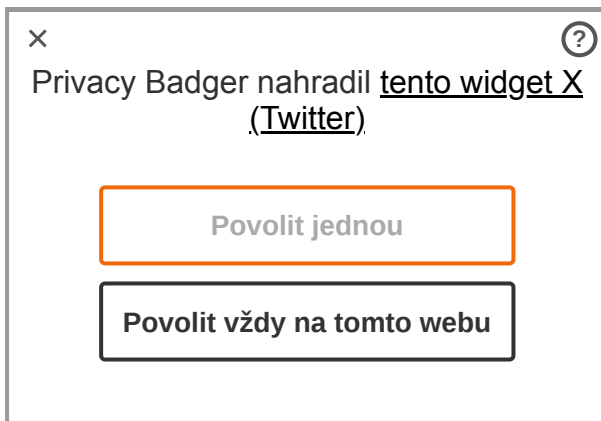 ×
?
Privacy Badger nahradil tento widget X
(Twitter)
Povolit jednou
Povolit vždy na tomto webu